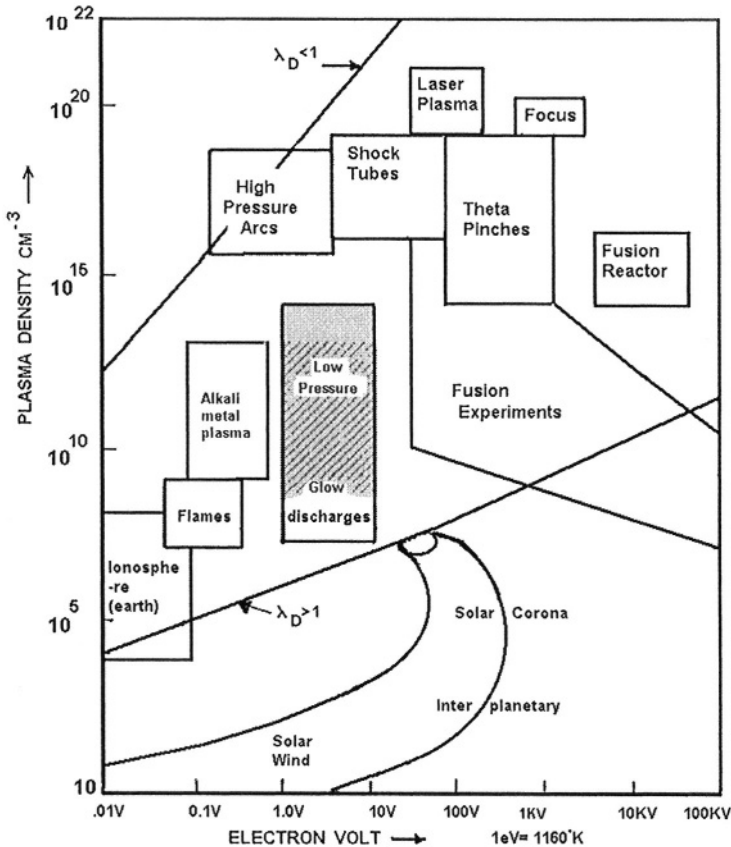 10^22
λD<1
Laser
Plasma
10^20
Focus
Shock
Tubes
High
Pressure
Arcs
Theta
Pinches
Fusion
Reactor
10^15
PLASMA DENSITY CM^-3 →
Low
Pressure
Alkali
metal
plasma
Fusion
Experiments
10^10
Glow
Flames
discharges
Ionosphe
-re
(earth)
10^5
λD>1
Solar Corona
Inter planetary
Solar
Wind
10
.01V 0.1V 1.0V 10V 100V 1KV 10KV 100KV
ELECTRON VOLT → 1eV= 1160°K